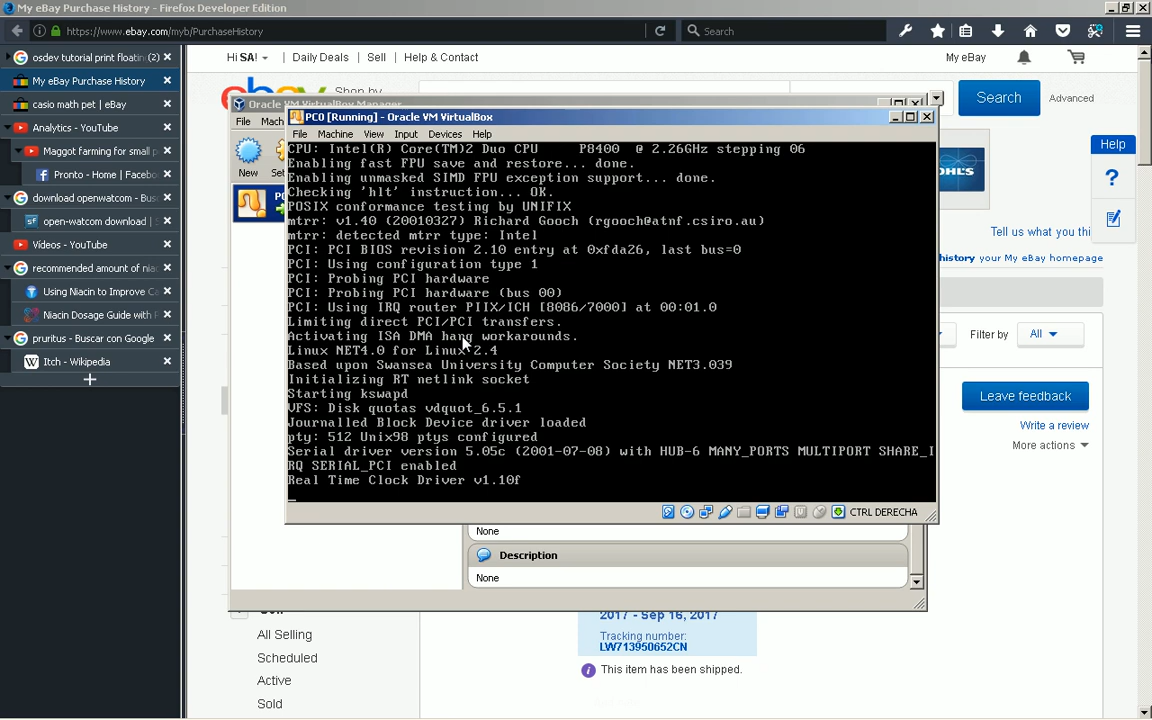 My eBay Purchase History - Firefox Developer Edition
https://www.ebay.com/myb/PurchaseHistory
Search
osdev tutorial print floatin (2)
My eBay Purchase History
casio math pet | eBay
Analytics - YouTube
Maggot farming for small p
Pronto - Home | Faceb
download openwatcom - Bus
open-watcom download |
Vídeos - YouTube
recommended amount of nia
Using Niacin to Improve C
Niacin Dosage Guide with
pruritus - Buscar con Google
Itch - Wikipedia
Hi SA!
Daily Deals
Sell
Help & Contact
My eBay
Shop by
Search
Advanced
Help
Tell us what you thi
history your My eBay homepage
Filter by
All
Leave feedback
Write a review
More actions
Oracle VM VirtualBox Manager
File
Mach
New
PC0 [Running] - Oracle VM VirtualBox
File Machine View Input Devices Help
CPU: Intel(R) Core(TM)2 Duo CPU P8400 @ 2.26GHz stepping 06
Enabling fast FPU save and restore... done.
Enabling unmasked SIMD FPU exception support... done.
Checking 'hlt' instruction... OK.
POSIX conformance testing by UNIFIX
mtrr: v1.40 (20010327) Richard Gooch (rgooch@atnf.csiro.au)
mtrr: detected mtrr type: Intel
PCI: PCI BIOS revision 2.10 entry at 0xfda26, last bus=0
PCI: Using configuration type 1
PCI: Probing PCI hardware
PCI: Probing PCI hardware (bus 00)
PCI: Using IRQ router PIIX/ICH [8086/7000] at 00:01.0
Limiting direct PCI/PCI transfers.
Activating ISA DMA hang workarounds.
Linux NET4.0 for Linux 2.4
Based upon Swansea University Computer Society NET3.039
Initializing RT netlink socket
Starting kswapd
VFS: Disk quotas vdquot_6.5.1
Journalled Block Device driver loaded
pty: 512 Unix98 ptys configured
Serial driver version 5.05c (2001-07-08) with HUB-6 MANY_PORTS MULTIPORT SHARE_I
RQ SERIAL_PCI enabled
Real Time Clock Driver v1.10f
CTRL DERECHA
None
Description
None
All Selling
Scheduled
Active
Sold
2017 - Sep 16, 2017
Tracking number:
LW713950652CN
This item has been shipped.